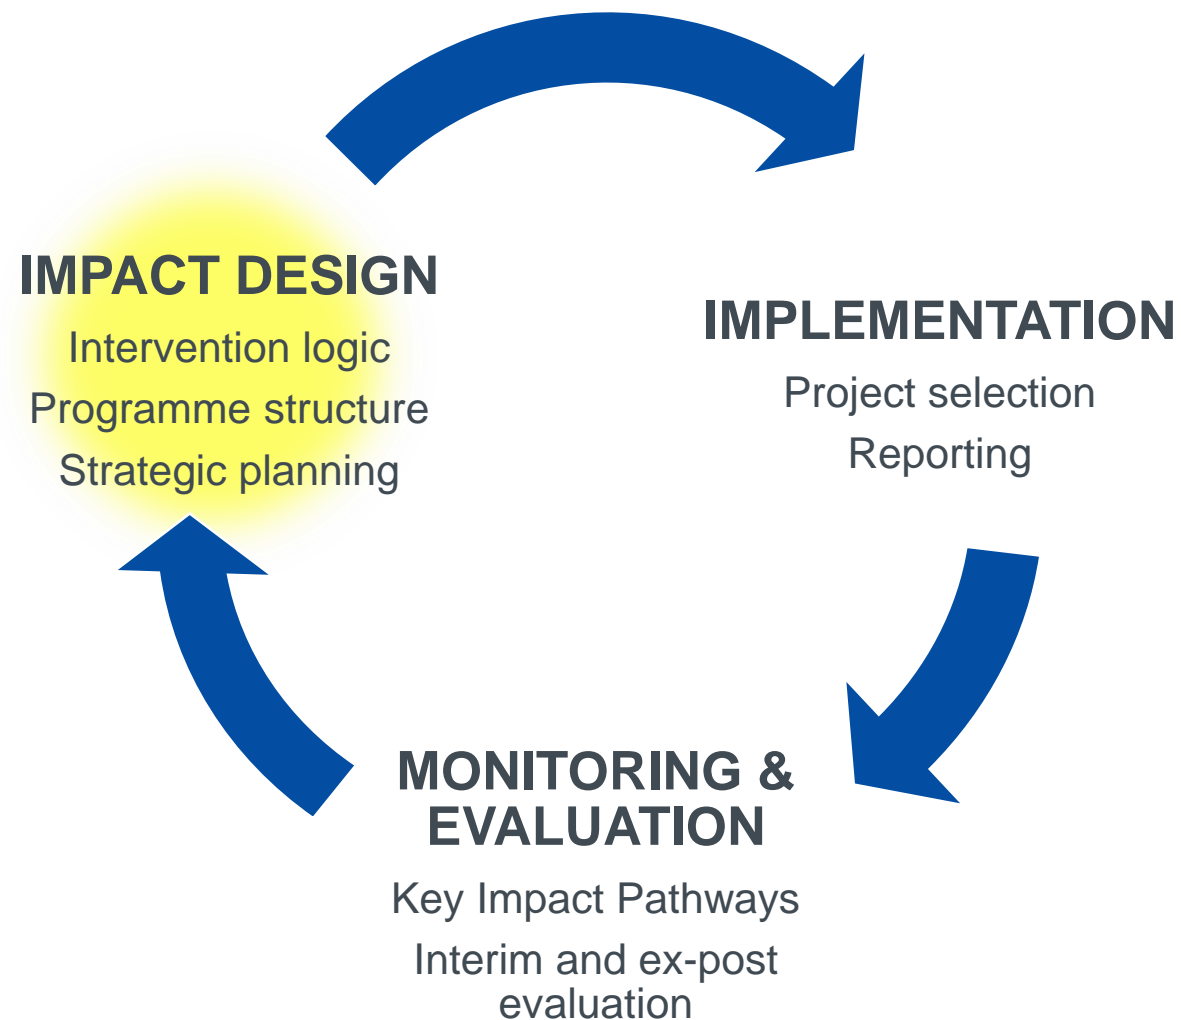 IMPACT DESIGN
Intervention logic
Programme structure
Strategic planning
IMPLEMENTATION
Project selection
Reporting
MONITORING &
EVALUATION
Key Impact Pathways
Interim and ex-post
evaluation